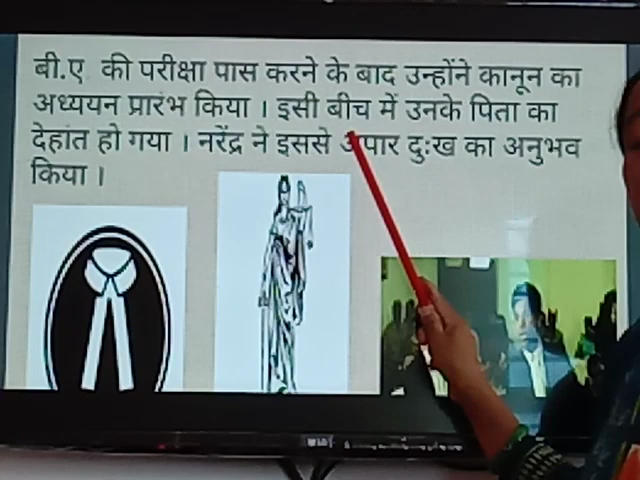 बी.ए की परीक्षा पास करने के बाद उन्होंने कानून का
अध्ययन प्रारंभ किया । इसी बीच में उनके पिता का
देहांत हो गया । नरेंद्र ने इससे अपार दुःख का अनुभव
किया ।